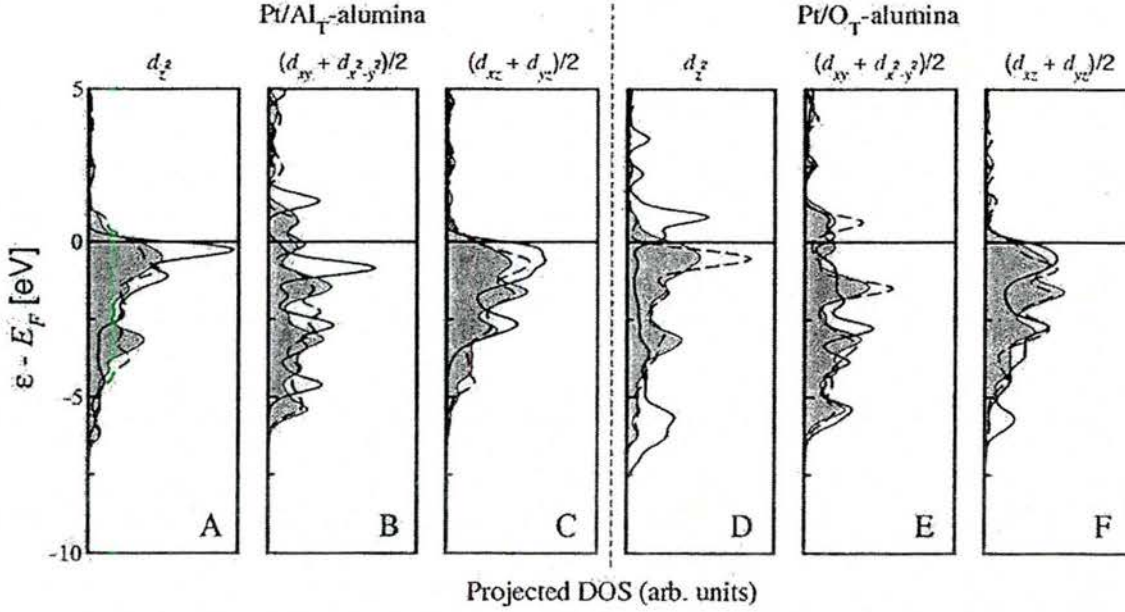 Pt/Al_T-alumina
Pt/O_T-alumina
d_z²
(d_xy + d_x²-y²)/2
(d_xz + d_yz)/2
d_z²
(d_xy + d_x²-y²)/2
(d_xz + d_yz)/2
5
0
-5
-10
ε - E_F [eV]
A
B
C
D
E
F
Projected DOS (arb. units)